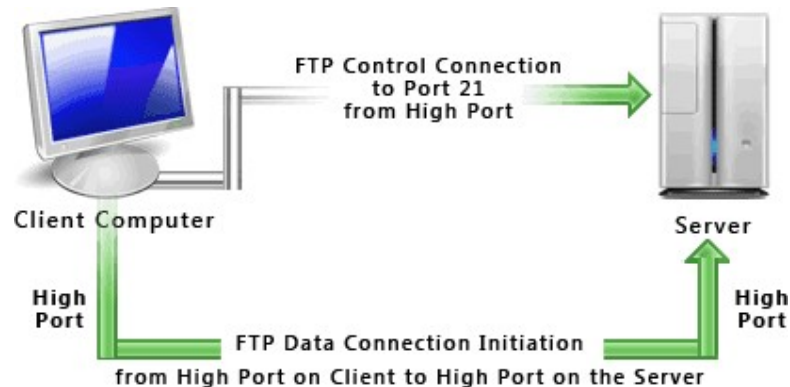 FTP Control Connection
to Port 21
from High Port
Client Computer
Server
High
Port
High
Port
FTP Data Connection Initiation
from High Port on Client to High Port on the Server